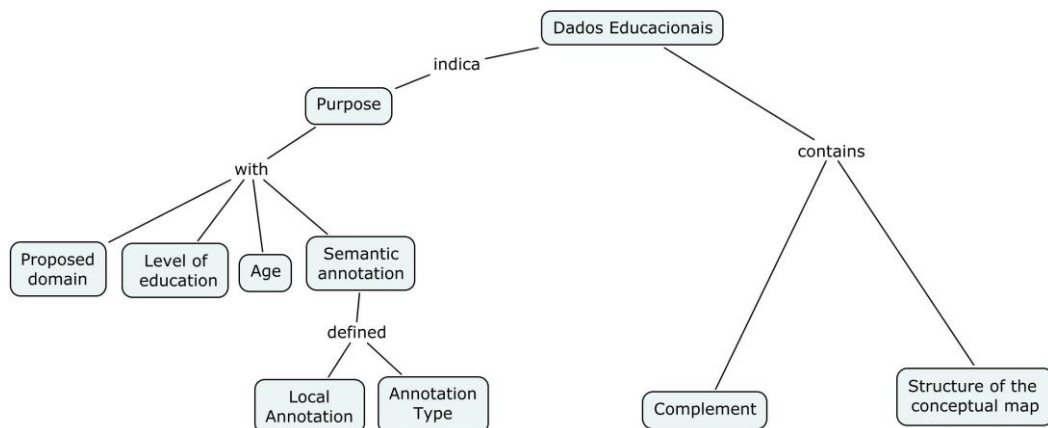 Dados Educacionais
indica
Purpose
contains
with
Proposed
domain
Level of
education
Age
Semantic
annotation
defined
Local
Annotation
Annotation
Type
Complement
Structure of the
conceptual map